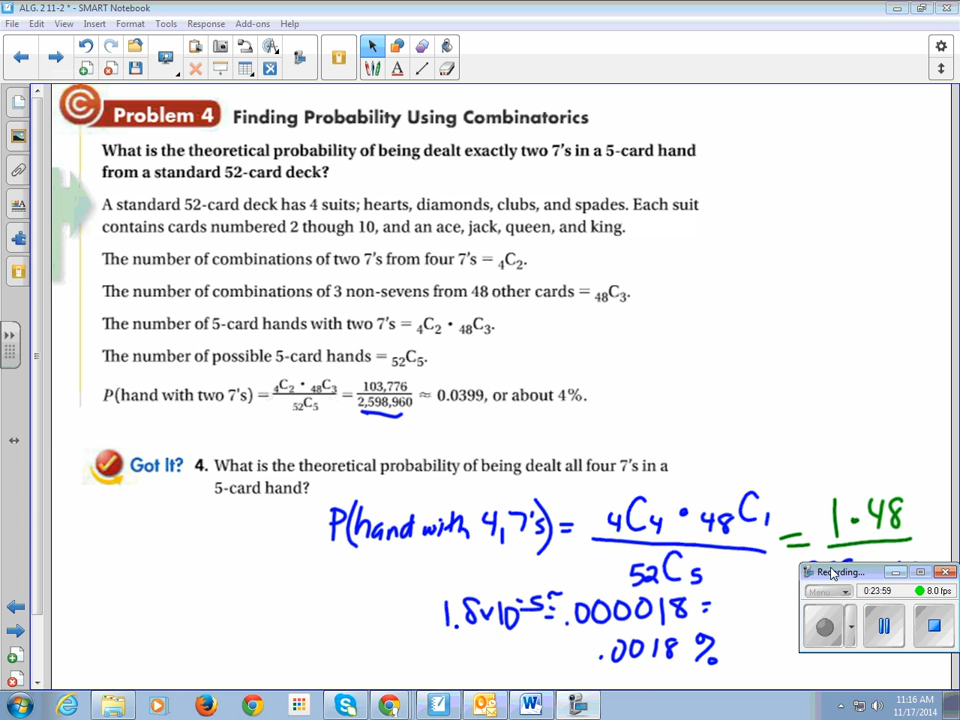 ALG. 2 11-2 * - SMART Notebook
File Edit View Insert Format Tools Response Add-ons Help
C Problem 4 Finding Probability Using Combinatorics
What is the theoretical probability of being dealt exactly two 7's in a 5-card hand
from a standard 52-card deck?
A standard 52-card deck has 4 suits; hearts, diamonds, clubs, and spades. Each suit
contains cards numbered 2 though 10, and an ace, jack, queen, and king.
The number of combinations of two 7's from four 7's = ₄C₂.
The number of combinations of 3 non-sevens from 48 other cards = ₄₈C₃.
The number of 5-card hands with two 7's = ₄C₂ • ₄₈C₃.
The number of possible 5-card hands = ₅₂C₅.
P(hand with two 7's) = ₄C₂ • ₄₈C₃ / ₅₂C₅ = 103,776 / 2,598,960 ≈ 0.0399, or about 4%.
Got It? 4. What is the theoretical probability of being dealt all four 7's in a
5-card hand?
P(hand with 4, 7's) = ₄C₄ • ₄₈C₁ / ₅₂C₅ = 1 • 48
Recording...
Menu 0:23:59 8.0 fps
1.8x10⁻⁵ = .000018 =
.0018 %
11:16 AM
11/17/2014